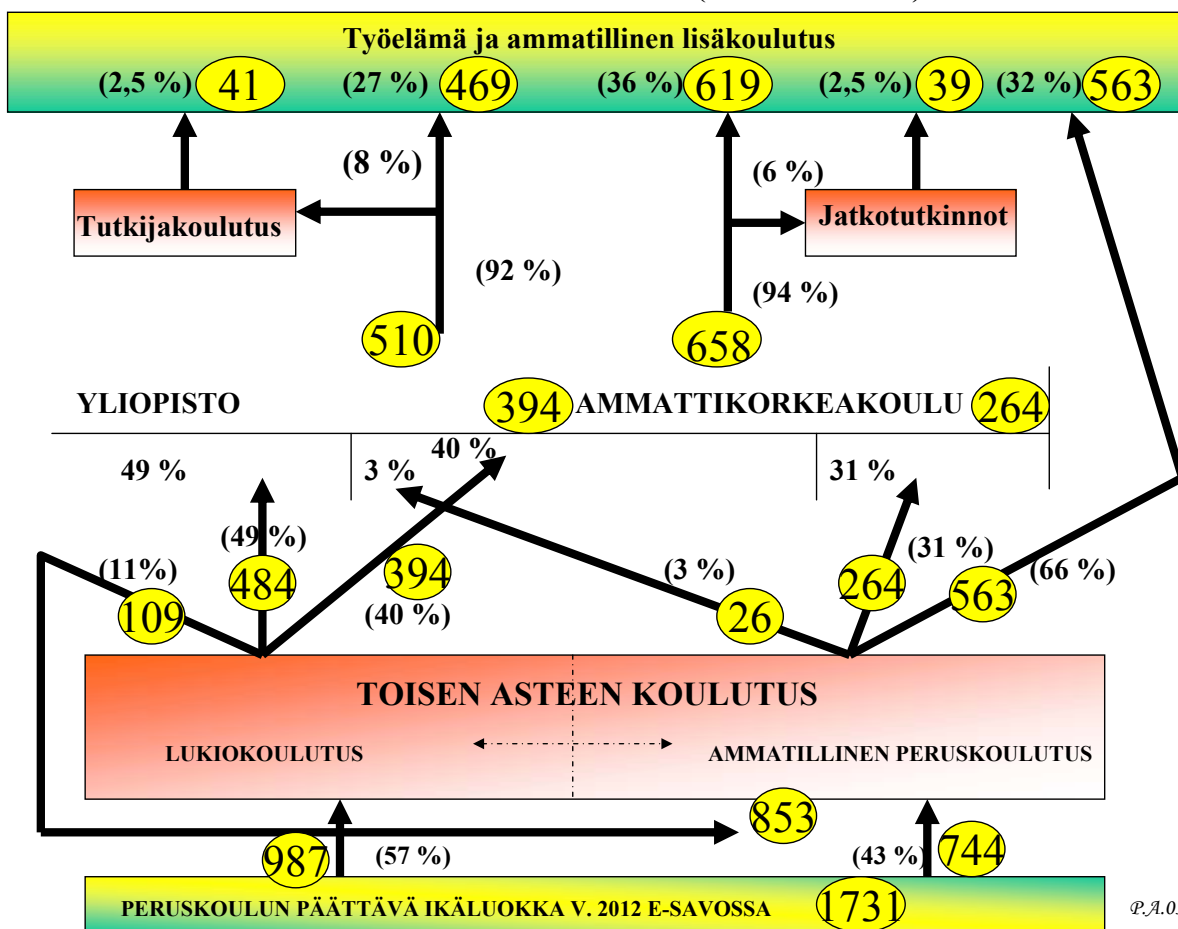 Työelämä ja ammatillinen lisäkoulutus
(2,5 %) 41 (27 %) 469 (36 %) 619 (2,5 %) 39 (32 %) 563
(8 %) (6 %)
Tutkijakoulutus Jatkotutkinnot
(92 %) (94 %)
510 658
YLIOPISTO 394 AMMATTIKORKEAKOULU 264
49 % 3 % 40 % 31 %
(49 %) (31 %)
(11%) 484 394 (3 %) 264 563 (66 %)
109 (40 %) 26
TOISEN ASTEEN KOULUTUS
LUKIOKOULUTUS AMMATILLINEN PERUSKOULUTUS
853
987 (57 %) (43 %) 744
PERUSKOULUN PÄÄTTÄVÄ IKÄLUOKKA V. 2012 E-SAVOSSA 1731